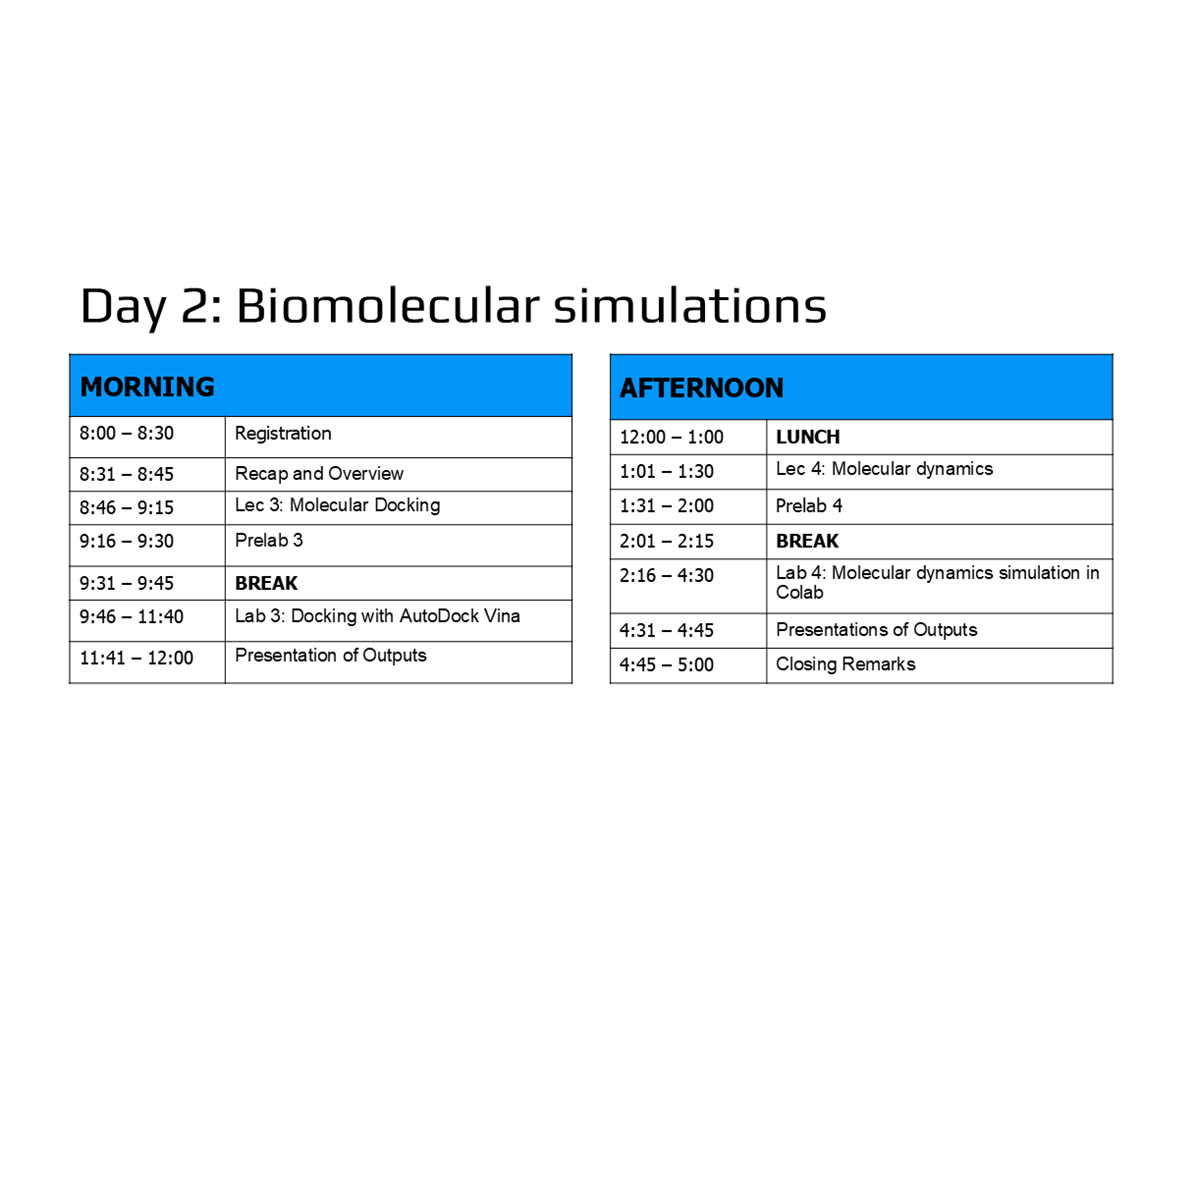 Day 2: Biomolecular simulations
MORNING
8:00 – 8:30 Registration
8:31 – 8:45 Recap and Overview
8:46 – 9:15 Lec 3: Molecular Docking
9:16 – 9:30 Prelab 3
9:31 – 9:45 BREAK
9:46 – 11:40 Lab 3: Docking with AutoDock Vina
11:41 – 12:00 Presentation of Outputs
AFTERNOON
12:00 – 1:00 LUNCH
1:01 – 1:30 Lec 4: Molecular dynamics
1:31 – 2:00 Prelab 4
2:01 – 2:15 BREAK
2:16 – 4:30 Lab 4: Molecular dynamics simulation in
Colab
4:31 – 4:45 Presentations of Outputs
4:45 – 5:00 Closing Remarks